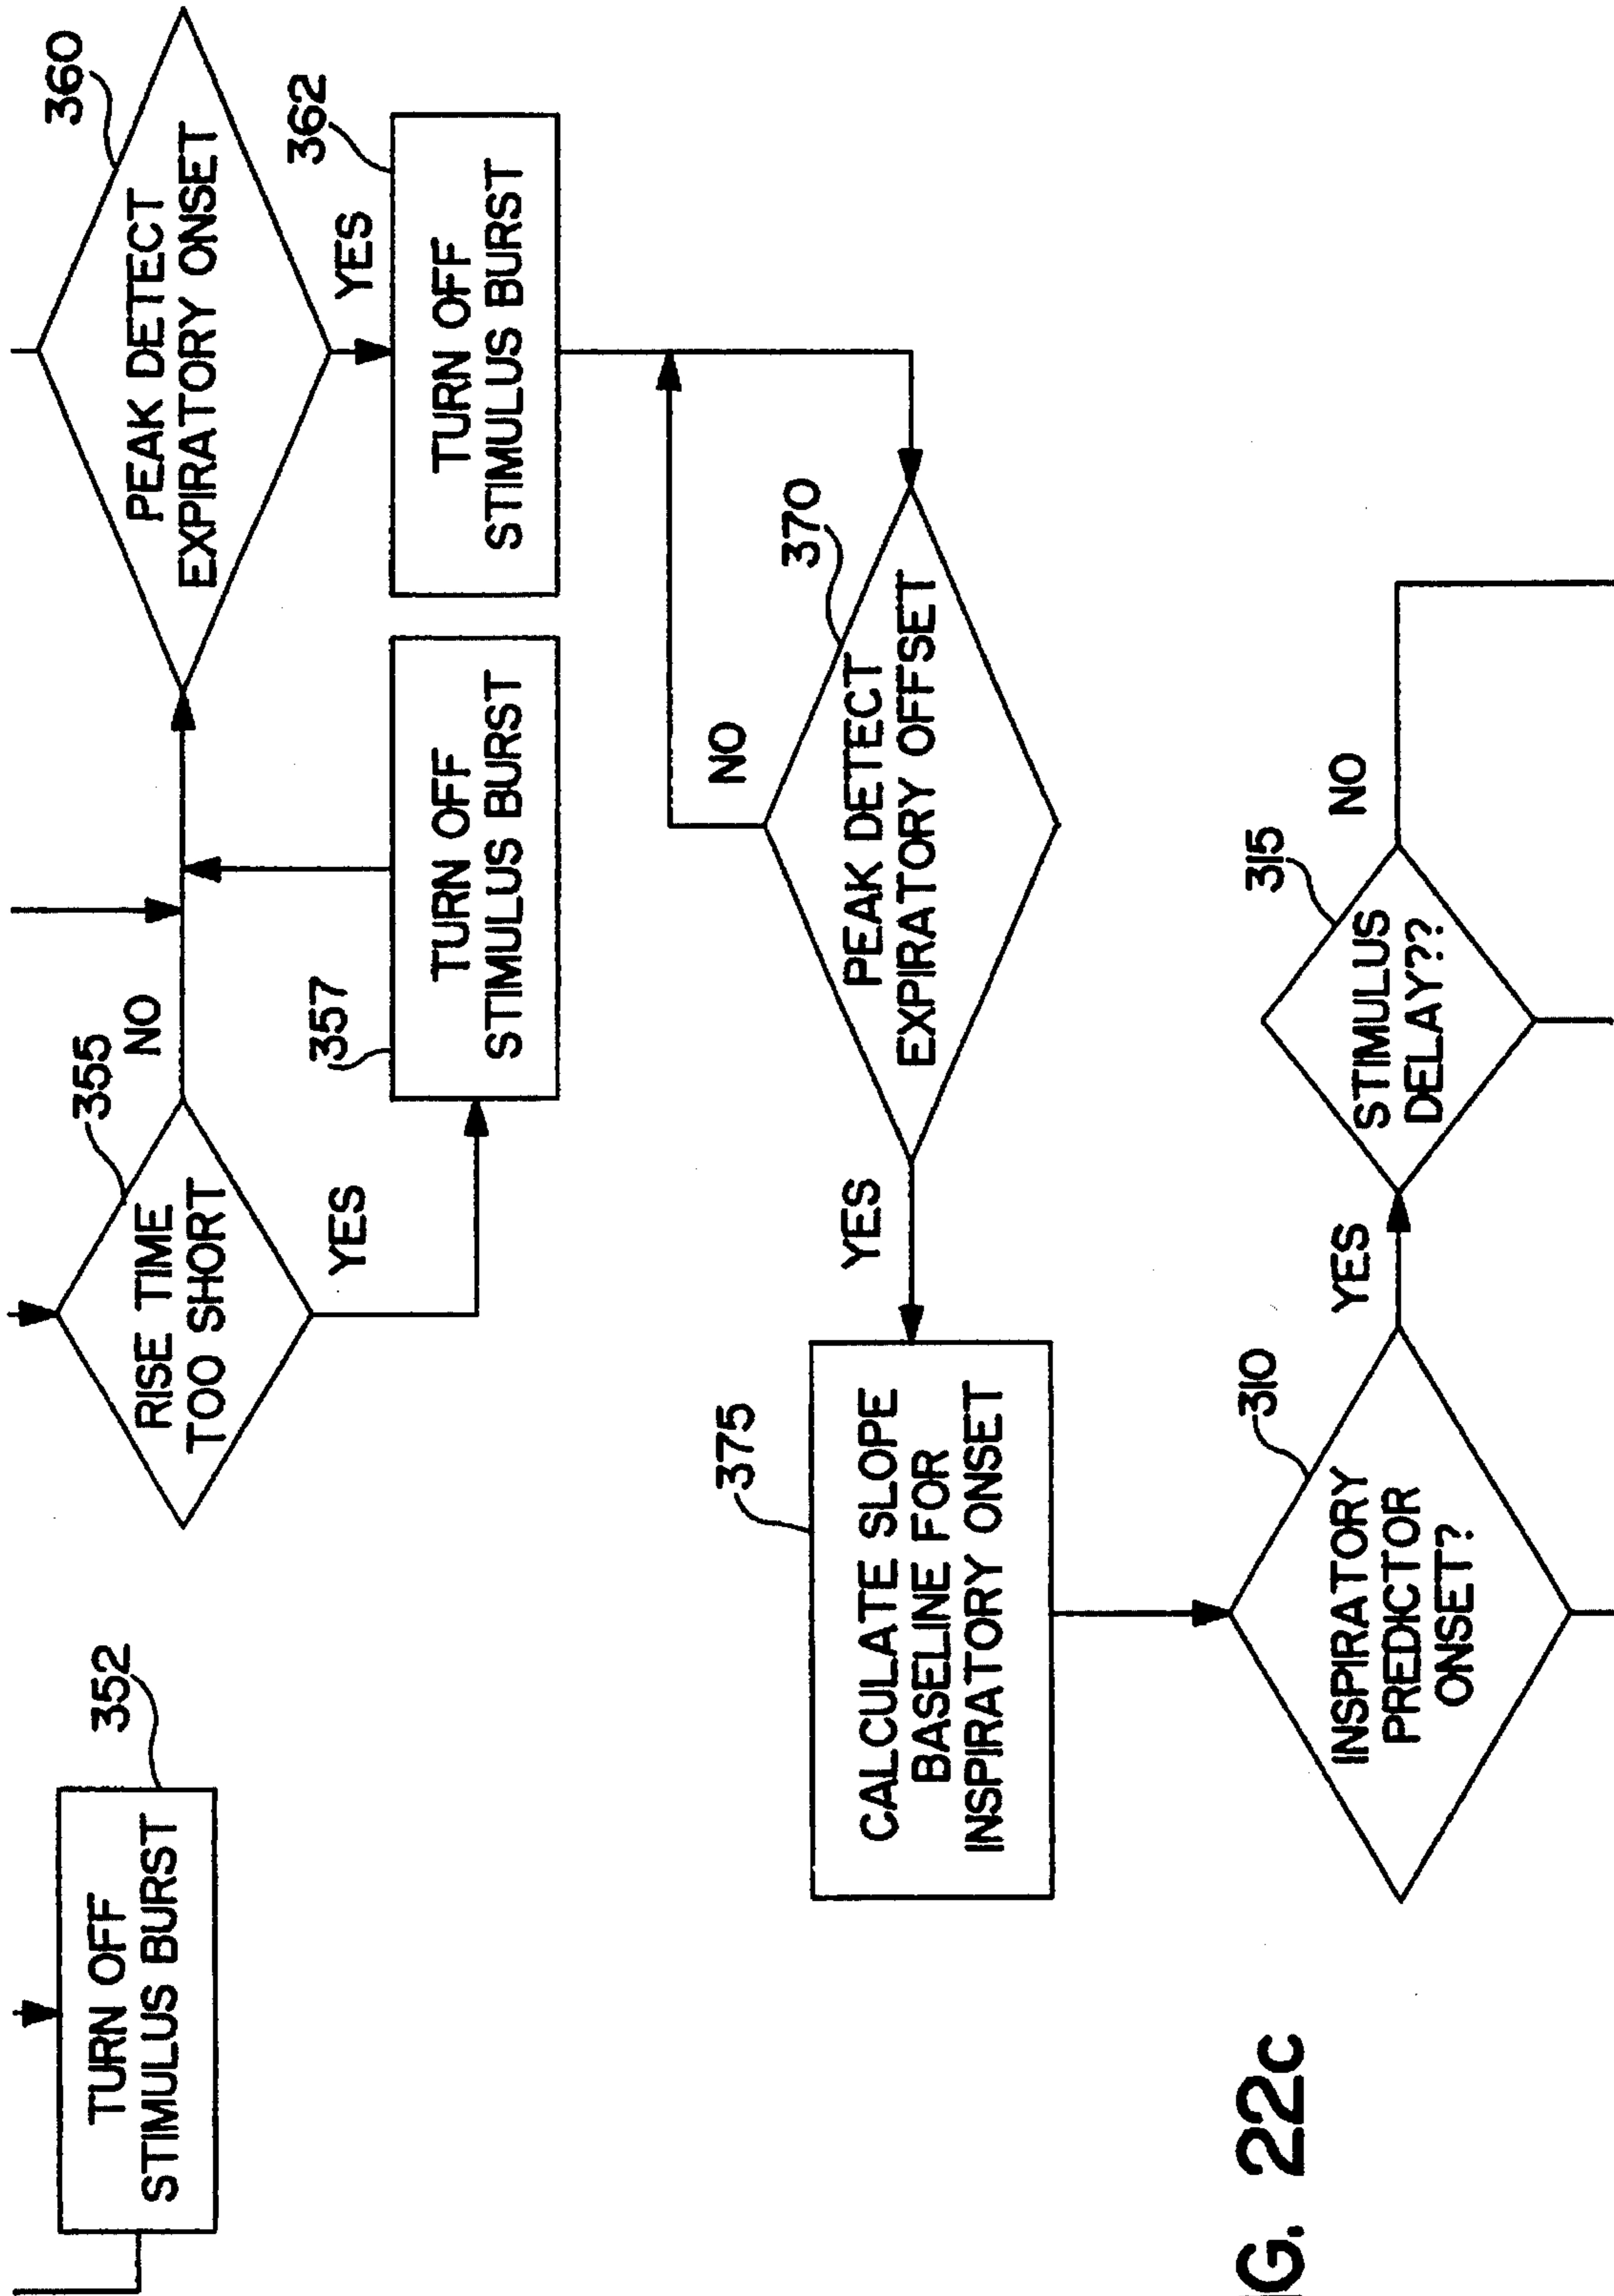 352
TURN OFF
STIMULUS BURST
355
RISE TIME
TOO SHORT
NO
YES
357
TURN OFF
STIMULUS BURST
360
PEAK DETECT
EXPIRATORY ONSET
YES
362
TURN OFF
STIMULUS BURST
370
PEAK DETECT
EXPIRATORY OFFSET
NO
YES
375
CALCULATE SLOPE
BASELINE FOR
INSPIRATORY ONSET
310
INSPIRATORY
PREDICTOR
ONSET?
YES
315
STIMULUS
DELAY??
NO
G. 22c